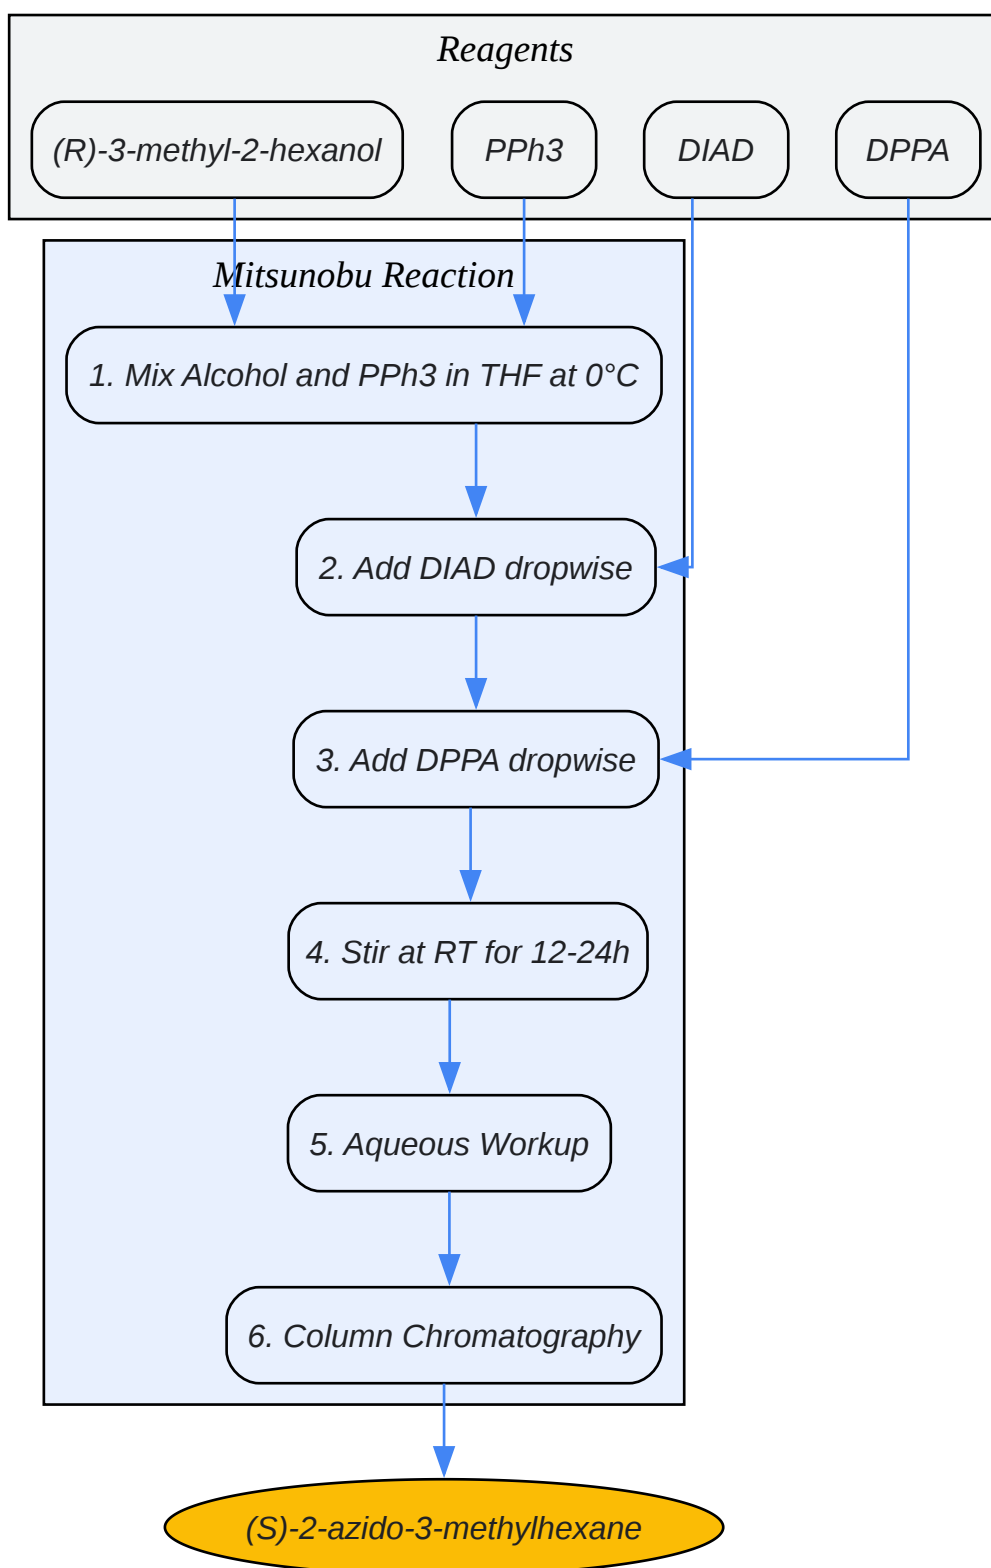 Reagents
(R)-3-methyl-2-hexanol
PPh3
DIAD
DPPA
Mitsunobu Reaction
1. Mix Alcohol and PPh3 in THF at 0°C
2. Add DIAD dropwise
3. Add DPPA dropwise
4. Stir at RT for 12-24h
5. Aqueous Workup
6. Column Chromatography
(S)-2-azido-3-methylhexane